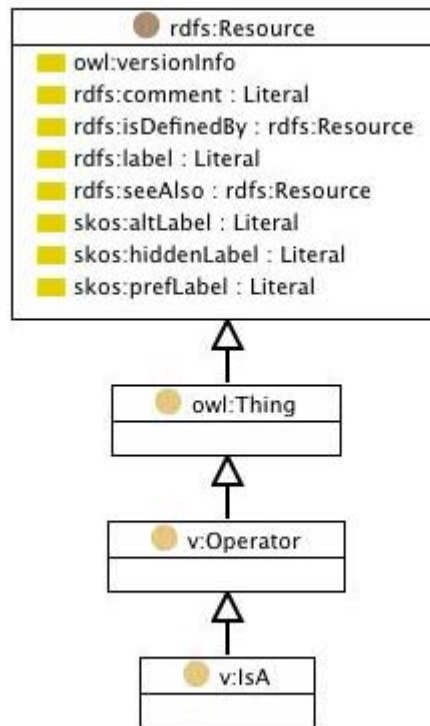 rdfs:Resource
owl:versionInfo
rdfs:comment : Literal
rdfs:isDefinedBy : rdfs:Resource
rdfs:label : Literal
rdfs:seeAlso : rdfs:Resource
skos:altLabel : Literal
skos:hiddenLabel : Literal
skos:prefLabel : Literal
owl:Thing
v:Operator
v:IsA